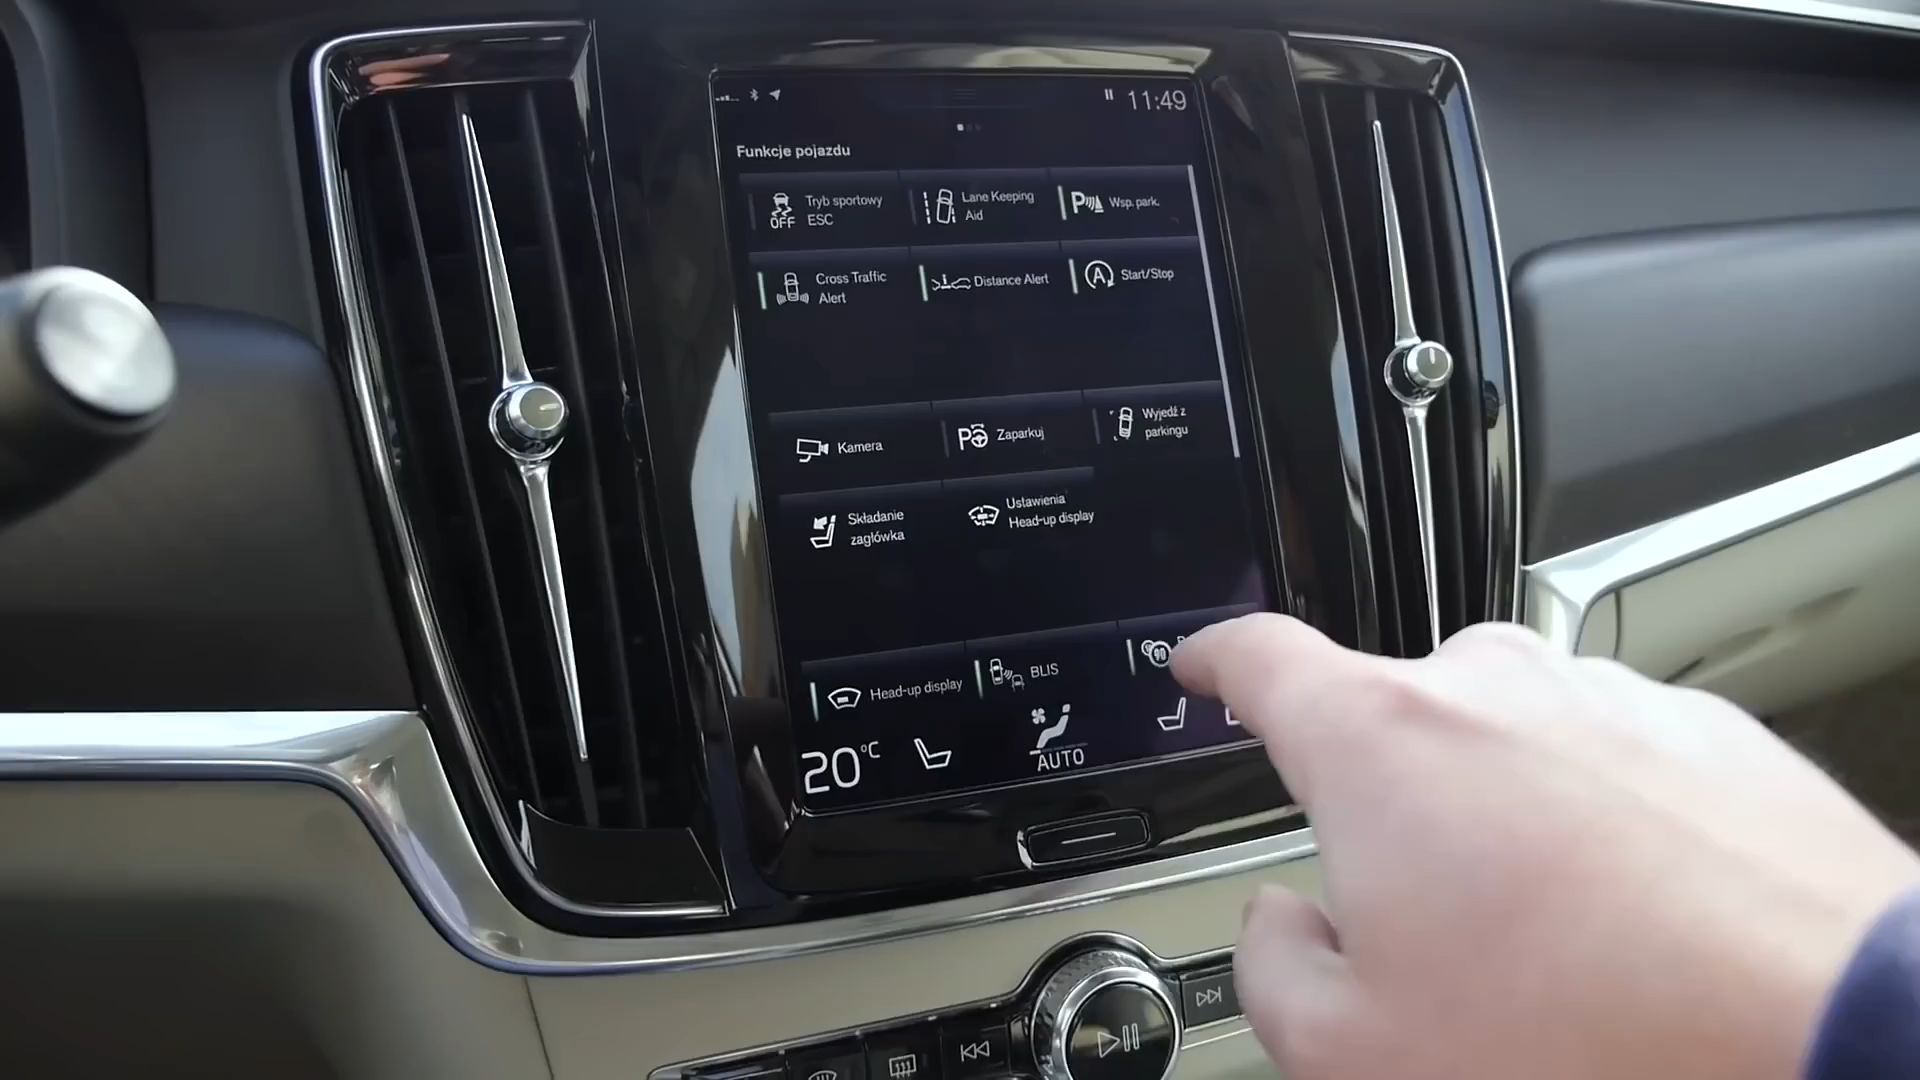 11:49
Funkcje pojazdu
OFF
Tryb sportowy
ESC
Lane Keeping
Aid
P
Wsp. park.
Cross Traffic
Alert
Distance Alert
A
Start/Stop
Kamera
P
Zaparkuj
Wyjedź z
parkingu
Składanie
zagłówka
Ustawienia
Head-up display
Head-up display
BLIS
90
20°C
AUTO